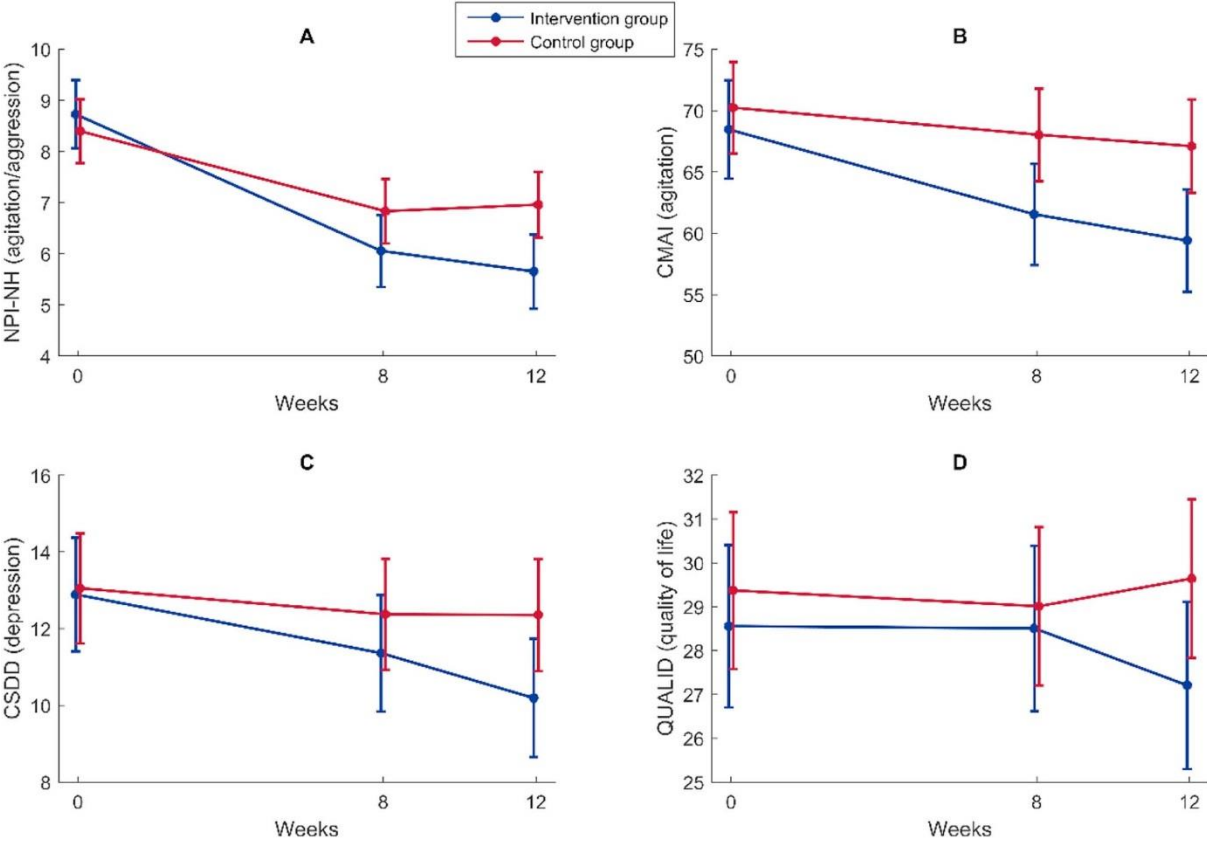 Intervention group
Control group
A
NPI-NH (agitation/aggression)
10
9
8
7
6
5
4
0
8
12
Weeks
B
CMAI (agitation)
75
70
65
60
55
50
0
8
12
Weeks
C
CSDD (depression)
16
14
12
10
8
0
8
12
Weeks
D
QUALID (quality of life)
32
31
30
29
28
27
26
25
0
8
12
Weeks